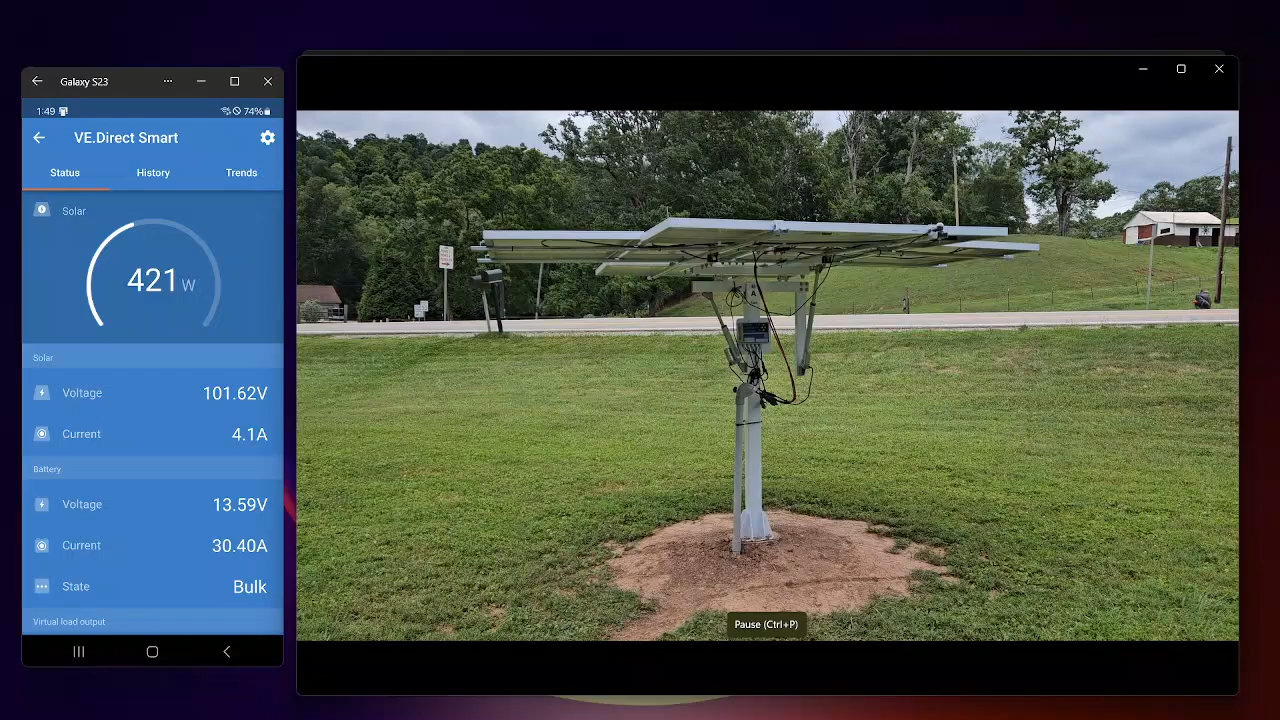 Galaxy S23
1:49 74%
VE.Direct Smart
Status History Trends
Solar
421W
Solar
Voltage 101.62V
Current 4.1A
Battery
Voltage 13.59V
Current 30.40A
State Bulk
Virtual load output
Pause (Ctrl+P)